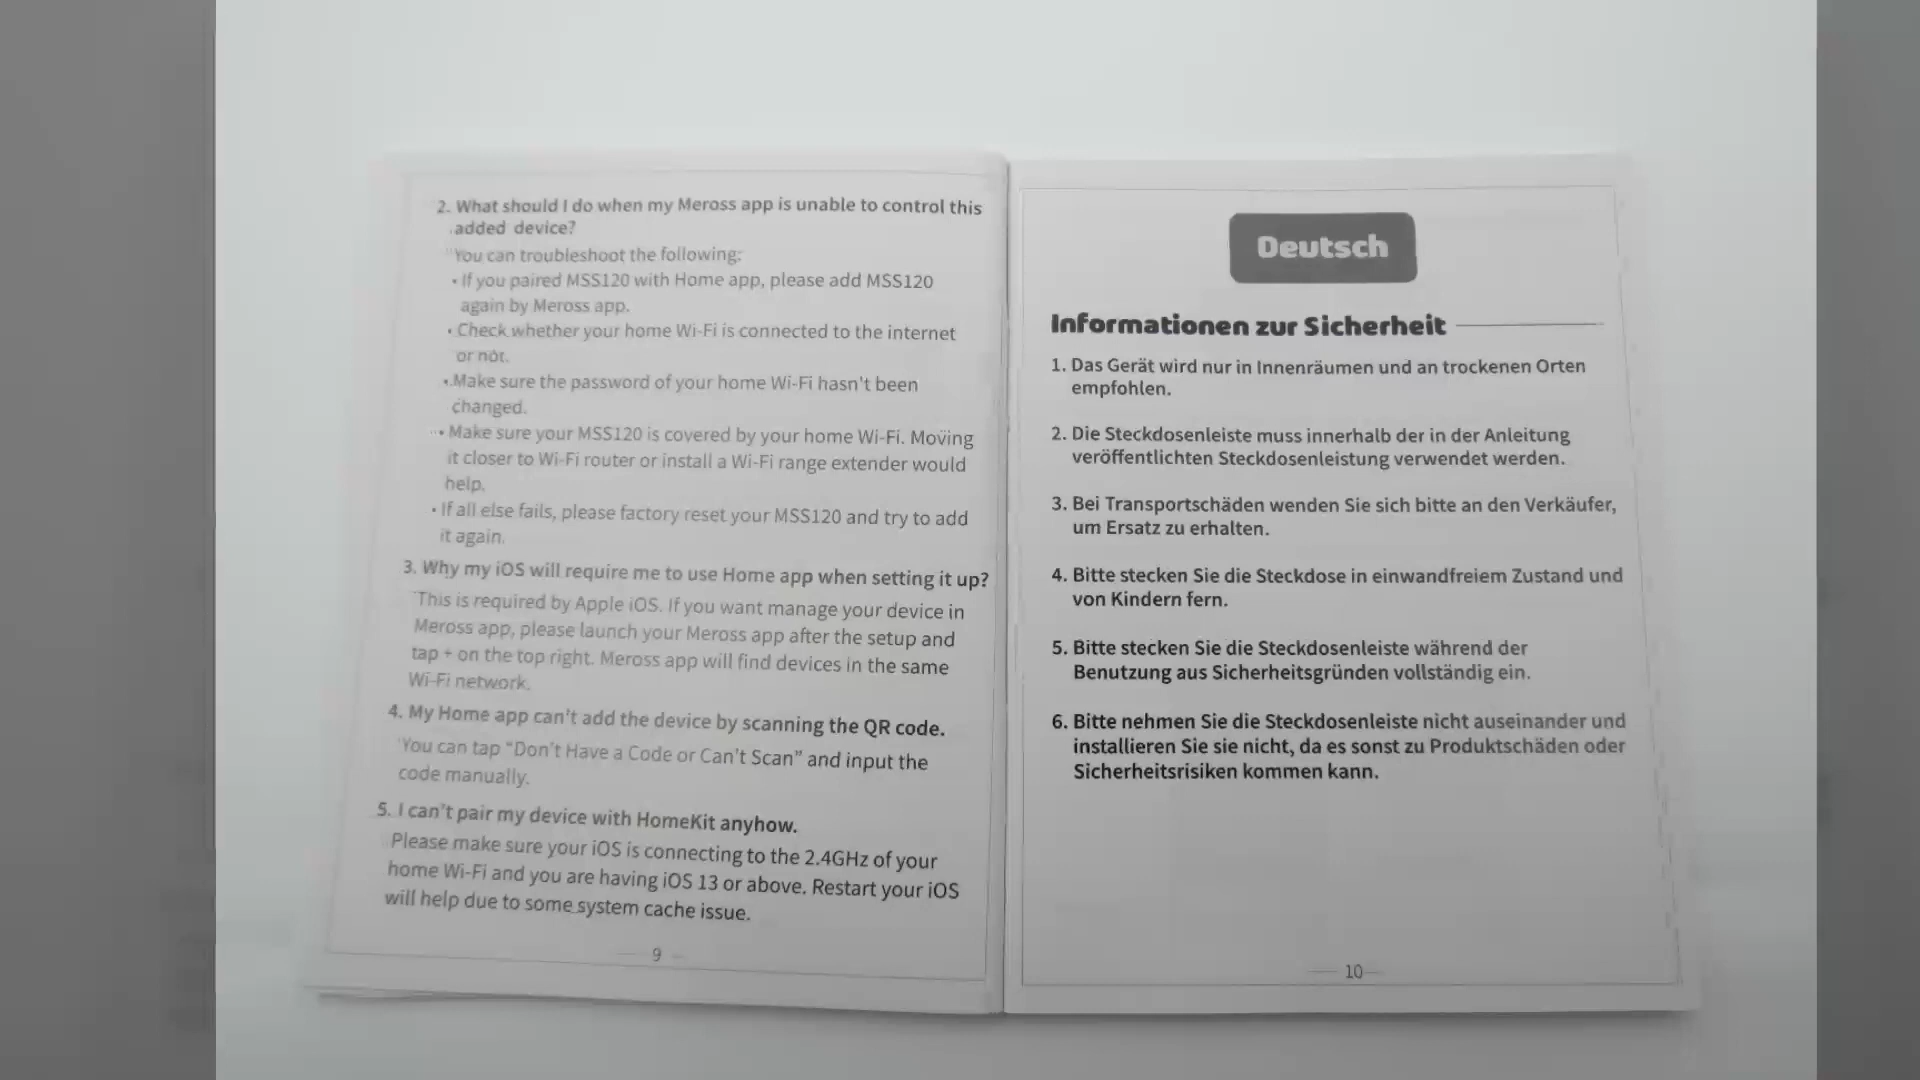 2. What should I do when my Meross app is unable to control this
added device?
You can troubleshoot the following:
• If you paired MSS120 with Home app, please add MSS120
again by Meross app.
• Check whether your home Wi-Fi is connected to the internet
or not.
• Make sure the password of your home Wi-Fi hasn't been
changed.
• Make sure your MSS120 is covered by your home Wi-Fi. Moving
it closer to Wi-Fi router or install a Wi-Fi range extender would
help.
• If all else fails, please factory reset your MSS120 and try to add
it again.
3. Why my iOS will require me to use Home app when setting it up?
This is required by Apple iOS. If you want manage your device in
Meross app, please launch your Meross app after the setup and
tap + on the top right. Meross app will find devices in the same
Wi-Fi network.
4. My Home app can't add the device by scanning the QR code.
You can tap "Don't Have a Code or Can't Scan" and input the
code manually.
5. I can't pair my device with HomeKit anyhow.
Please make sure your iOS is connecting to the 2.4GHz of your
home Wi-Fi and you are having iOS 13 or above. Restart your iOS
will help due to some system cache issue.
9
Deutsch
Informationen zur Sicherheit
1. Das Gerät wird nur in Innenräumen und an trockenen Orten
empfohlen.
2. Die Steckdosenleiste muss innerhalb der in der Anleitung
veröffentlichten Steckdosenleistung verwendet werden.
3. Bei Transportschäden wenden Sie sich bitte an den Verkäufer,
um Ersatz zu erhalten.
4. Bitte stecken Sie die Steckdose in einwandfreiem Zustand und
von Kindern fern.
5. Bitte stecken Sie die Steckdosenleiste während der
Benutzung aus Sicherheitsgründen vollständig ein.
6. Bitte nehmen Sie die Steckdosenleiste nicht auseinander und
installieren Sie sie nicht, da es sonst zu Produktschäden oder
Sicherheitsrisiken kommen kann.
10